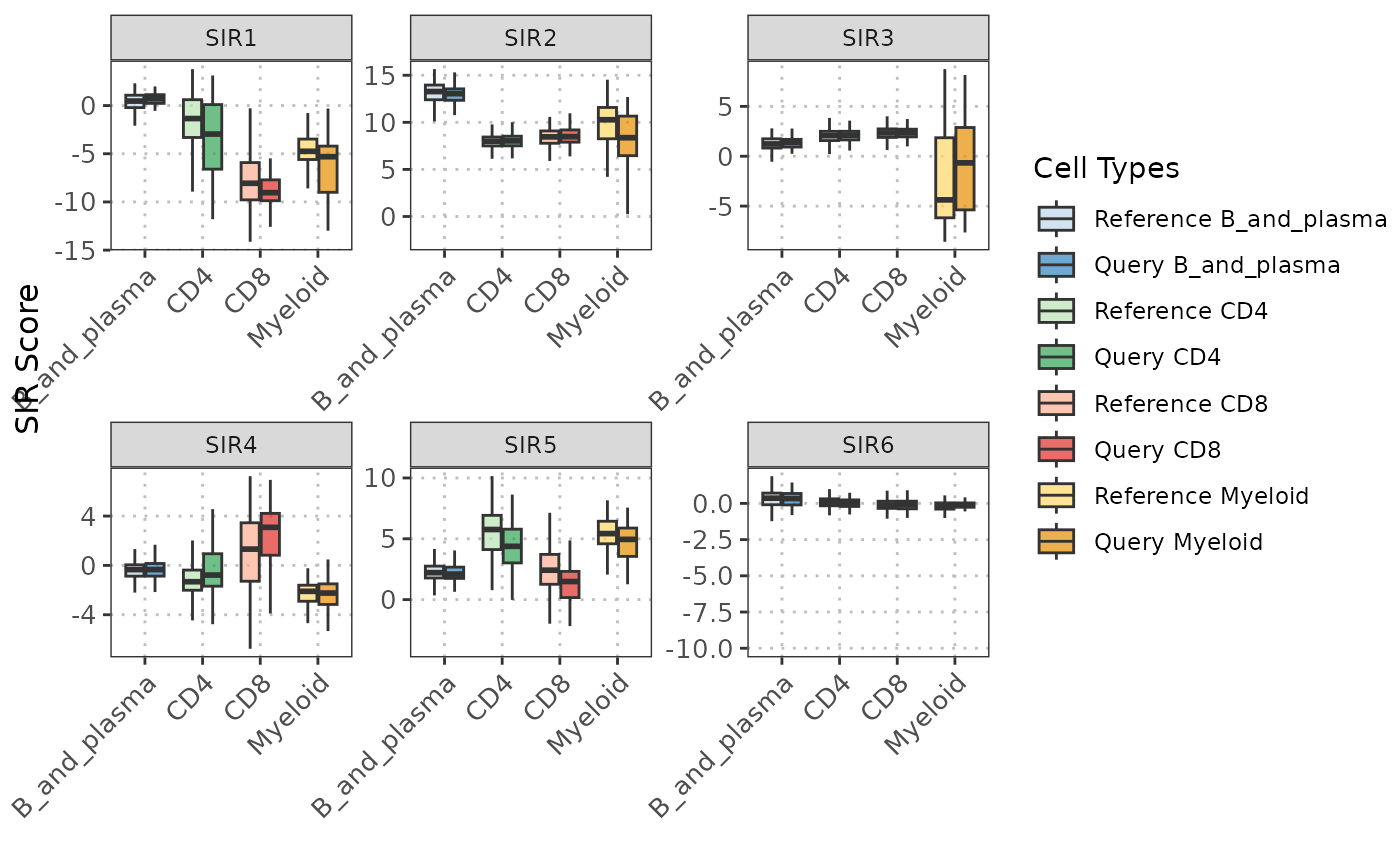 SIR1
SIR2
SIR3
0
-5
-10
-15
15
10
5
0
5
0
-5
B_and_plasma
CD4
CD8
Myeloid
B_and_plasma
CD4
CD8
Myeloid
B_and_plasma
CD4
CD8
Myeloid
SIR Score
SIR4
SIR5
SIR6
4
0
-4
10
5
0
0.0
-2.5
-5.0
-7.5
-10.0
B_and_plasma
CD4
CD8
Myeloid
B_and_plasma
CD4
CD8
Myeloid
B_and_plasma
CD4
CD8
Myeloid
Cell Types
Reference B_and_plasma
Query B_and_plasma
Reference CD4
Query CD4
Reference CD8
Query CD8
Reference Myeloid
Query Myeloid